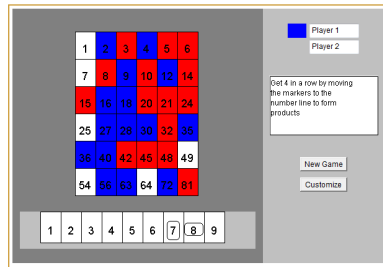 1 2 3 4 5 6
7 8 9 10 12 14
15 16 18 20 21 24
25 27 28 30 32 35
36 40 42 45 48 49
54 56 63 64 72 81
1 2 3 4 5 6 7 8 9
Player 1
Player 2
Get 4 in a row by moving
the markers to the
number line to form
products
New Game
Customize